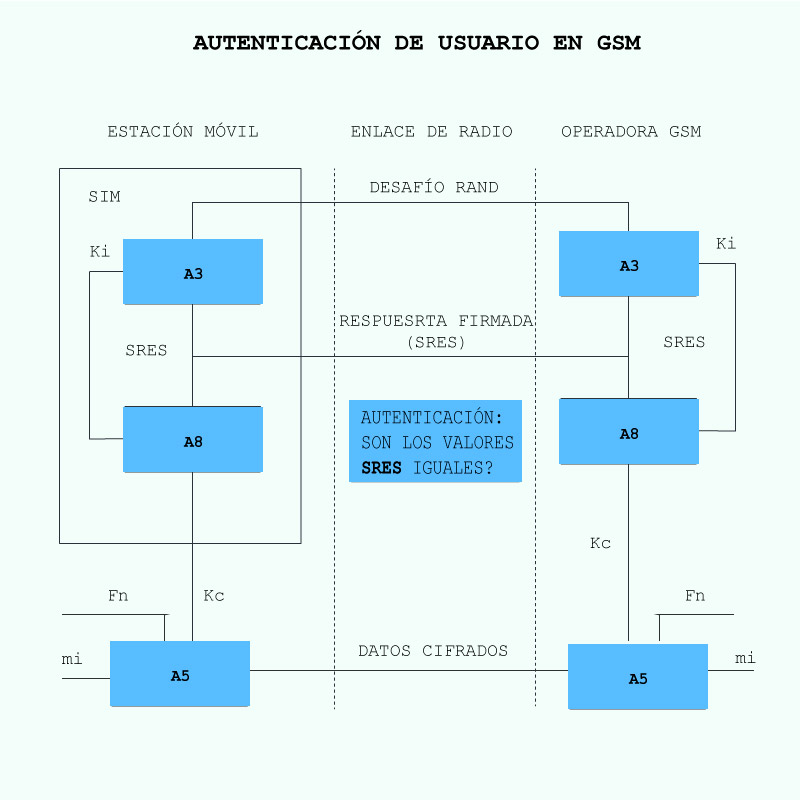 AUTENTICACIÓN DE USUARIO EN GSM
ESTACIÓN MÓVIL
ENLACE DE RADIO
OPERADORA GSM
DESAFÍO RAND
SIM
Ki
A3
A3
Ki
RESPUESRTA FIRMADA
(SRES)
SRES
SRES
AUTENTICACIÓN:
SON LOS VALORES
SRES IGUALES?
A8
A8
Kc
Fn
Kc
Fn
DATOS CIFRADOS
mi
mi
A5
A5